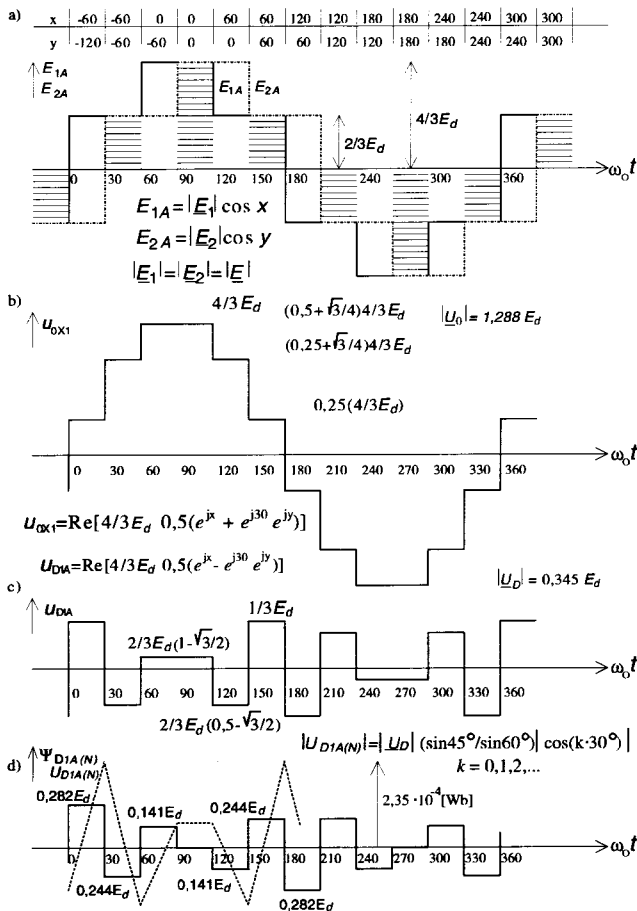 a)
x -60 -60 0 0 60 60 120 120 180 180 240 240 300 300
y -120 -60 -60 0 0 60 60 120 120 180 180 240 240 300
E1A
E2A
E1A E2A
2/3Ed
4/3Ed
0 30 60 90 120 150 180 240 300 360 ω0t
E1A=|E1|cos x
E2A=|E2|cos y
|E1|=|E2|=|E|
b)
u0X1
4/3Ed
(0,5+√3/4)4/3Ed
(0,25+√3/4)4/3Ed
|U0|= 1,288 Ed
0,25(4/3Ed)
0 30 60 90 120 150 180 210 240 270 300 330 360 ω0t
u0X1=Re[4/3Ed 0,5(e^jx + e^j30 e^jy)]
uD1A=Re[4/3Ed 0,5(e^jx - e^j30 e^jy)]
|UD| = 0,345 Ed
c)
uD1A
1/3Ed
2/3Ed(1-√3/2)
0 30 60 90 120 150 180 210 240 270 300 330 360 ω0t
2/3Ed(0,5-√3/2)
|UD1A(N)|=|UD| (sin45°/sin60°)|cos(k·30°)|
k = 0,1,2,...
d)
ΨD1A(N)
UD1A(N)
0,282Ed
0,141Ed
0,244Ed
2,35·10⁻⁴[Wb]
0 30 60 90 120 150 180 210 240 270 300 330 360 ω0t
0,244Ed
0,141Ed
0,282Ed